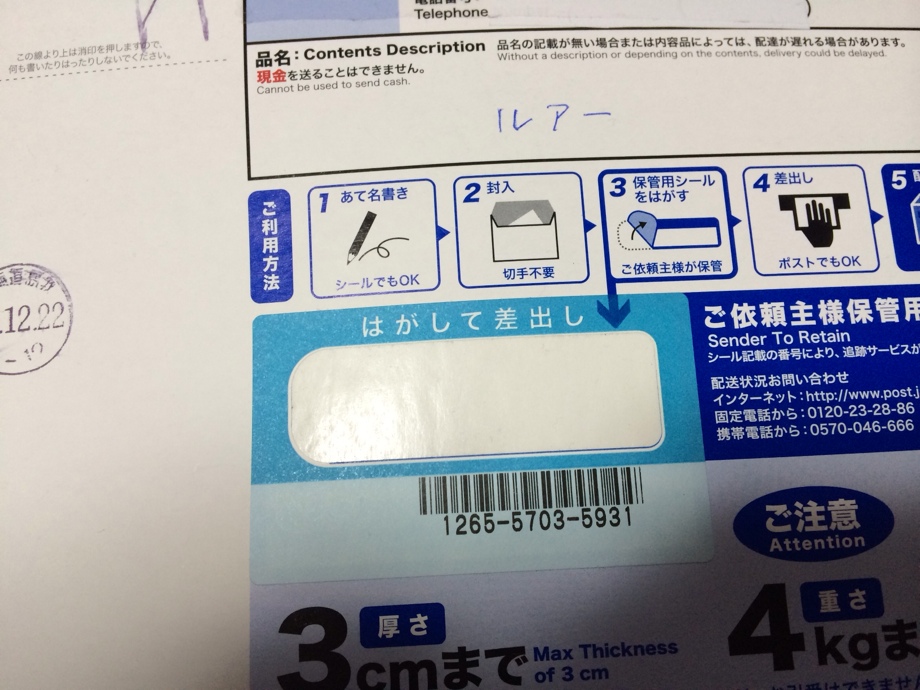 Telephone
この線より上は消印を押しますので、
何も書いたりはったりしないでください。
品名：Contents Description
品名の記載が無い場合または内容品によっては、配達が遅れる場合があります。
Without a description or depending on the contents, delivery could be delayed.
現金を送ることはできません。
Cannot be used to send cash.
ルアー
ご利用方法
1 あて名書き
シールでもOK
2 封入
切手不要
3 保管用シール
をはがす
ご依頼主様が保管
4 差出し
ポストでもOK
5
.12.22
はがして差出し
1265-5703-5931
ご依頼主様保管用
Sender To Retain
シール記載の番号により、追跡サービスが
配送状況お問い合わせ
インターネット：http://www.post.j
固定電話から：0120-23-28-86
携帯電話から：0570-046-666
ご注意
Attention
3cmまで
厚さ
Max Thickness
of 3 cm
4kgま
重さ